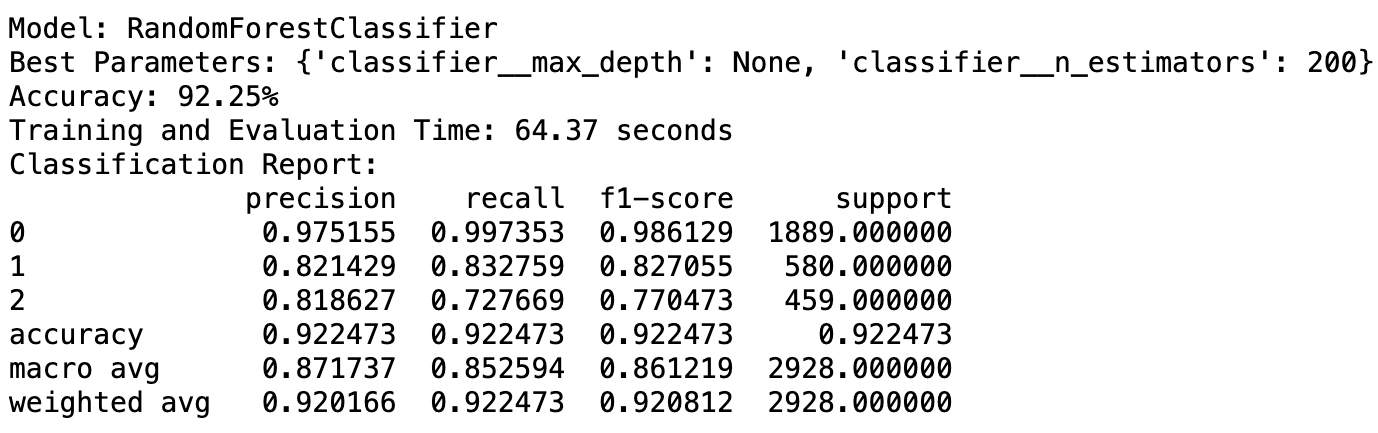 Model: RandomForestClassifier
Best Parameters: {'classifier__max_depth': None, 'classifier__n_estimators': 200}
Accuracy: 92.25%
Training and Evaluation Time: 64.37 seconds
Classification Report:
precision recall f1-score support
0 0.975155 0.997353 0.986129 1889.000000
1 0.821429 0.832759 0.827055 580.000000
2 0.818627 0.727669 0.770473 459.000000
accuracy 0.922473 0.922473 0.922473 0.922473
macro avg 0.871737 0.852594 0.861219 2928.000000
weighted avg 0.920166 0.922473 0.920812 2928.000000